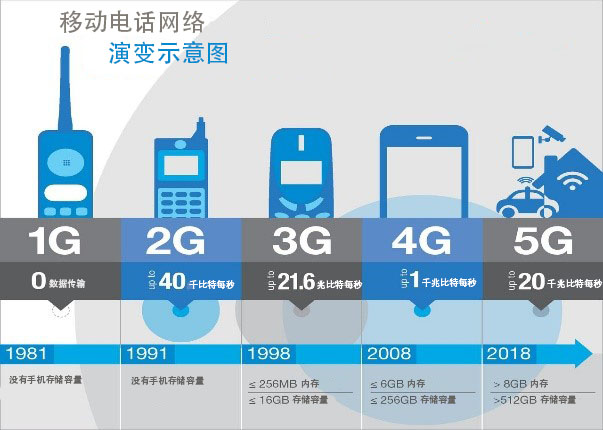 移动电话网络
演变示意图
1G 2G 3G 4G 5G
0 数据传输 up to 40 千比特每秒 up to 21.6 兆比特每秒 up to 1 千兆比特每秒 up to 20 千兆比特每秒
1981 1991 1998 2008 2018
没有手机存储容量 没有手机存储容量 ≤ 256MB 内存 ≤ 6GB 内存 > 8GB 内存
≤ 16GB 存储容量 ≤ 256GB 存储容量 >512GB 存储容量